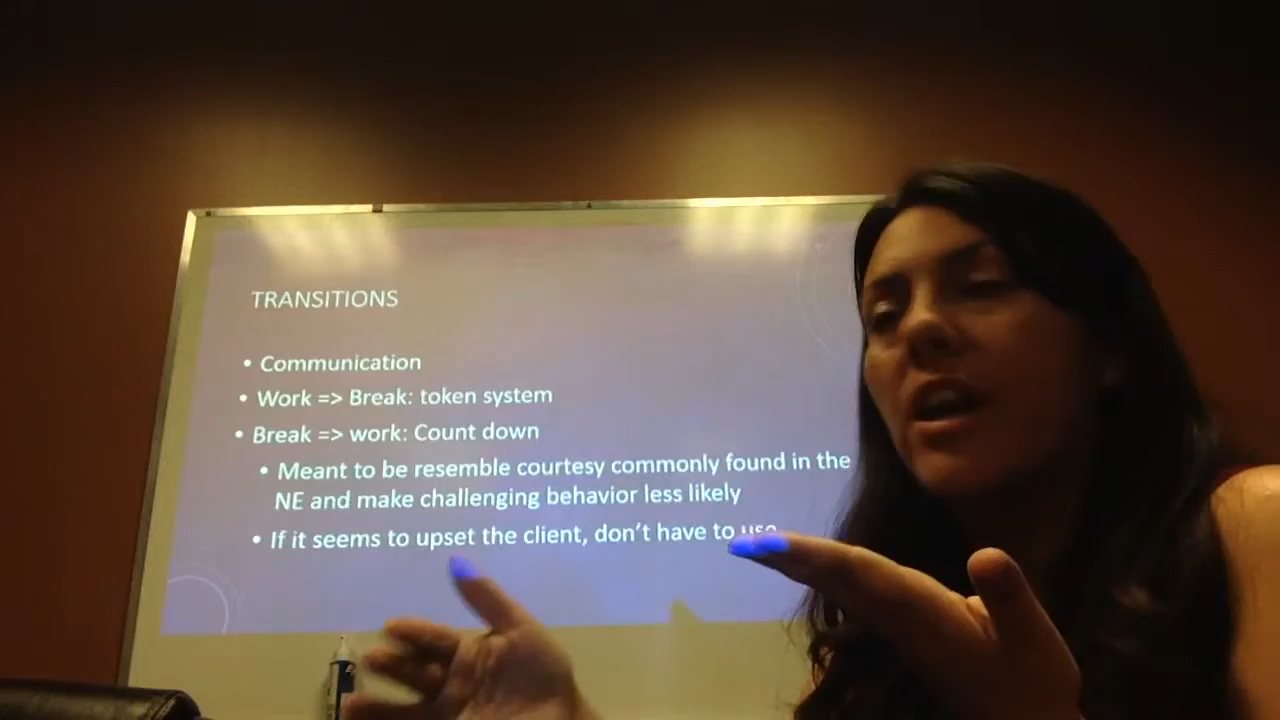 TRANSITIONS
• Communication
• Work => Break: token system
• Break => work: Count down
• Meant to be resemble courtesy commonly found in the
NE and make challenging behavior less likely
• If it seems to upset the client, don't have to use